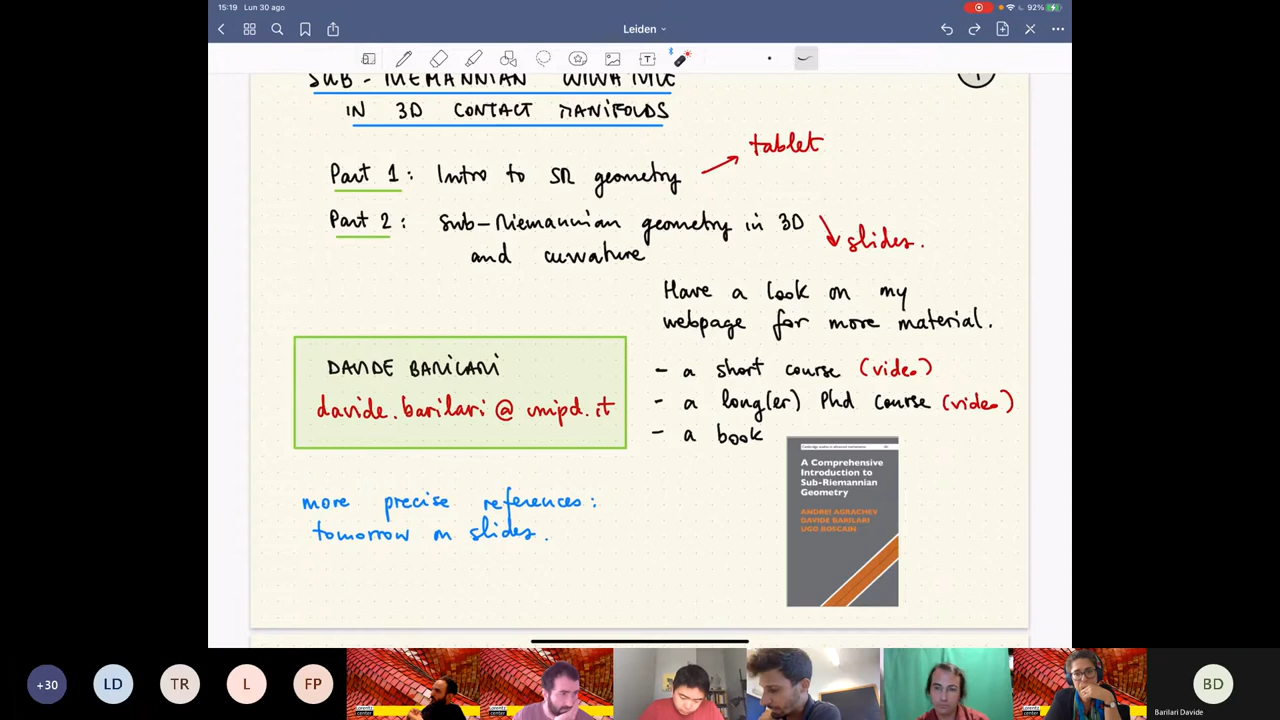 15:19 Lun 30 ago
92%
Leiden
SUB-RIEMANNIAN CURVATURE
IN 3D CONTACT MANIFOLDS
1
Part 1: Intro to SR geometry
tablet
Part 2: Sub-Riemannian geometry in 3D
and curvature
slides.
Have a look on my
webpage for more material.
DAVIDE BARILARI
davide.barilari@unipd.it
- a short course (video)
- a long(er) Phd course (video)
- a book
A Comprehensive
Introduction to
Sub-Riemannian
Geometry
ANDREI AGRACHEV
DAVIDE BARILARI
UGO BOSCAIN
more precise references:
tomorrow on slides.
+30
LD
TR
L
FP
BD
Barilari Davide